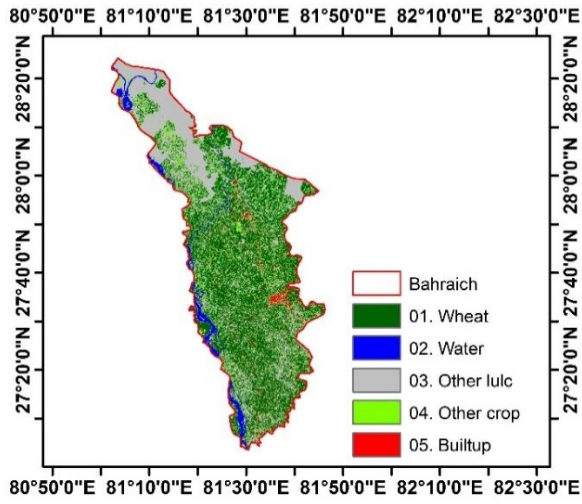 80°50'0"E 81°10'0"E 81°30'0"E 81°50'0"E 82°10'0"E 82°30'0"E
28°20'0"N
28°0'0"N
27°40'0"N
27°20'0"N
28°20'0"N
28°0'0"N
27°40'0"N
27°20'0"N
Bahraich
01. Wheat
02. Water
03. Other lulc
04. Other crop
05. Builtup
80°50'0"E 81°10'0"E 81°30'0"E 81°50'0"E 82°10'0"E 82°30'0"E